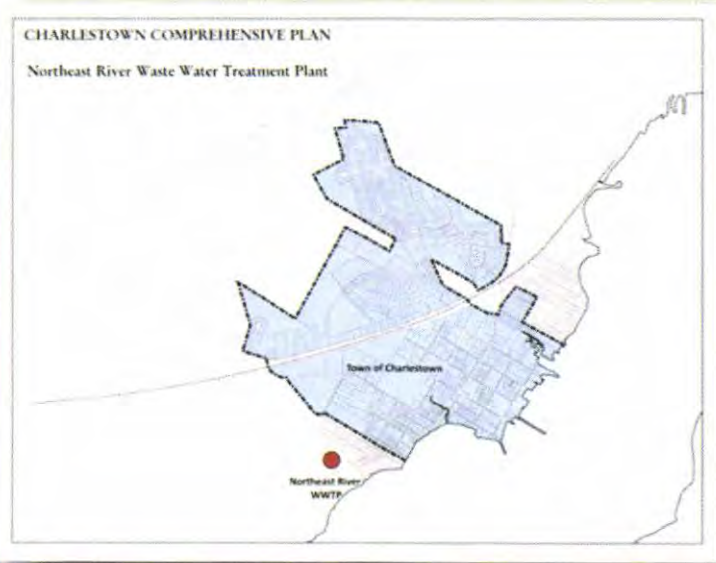 CHARLESTOWN COMPREHENSIVE PLAN
Northeast River Waste Water Treatment Plant
Town of Charlestown
Northeast River
WWTP